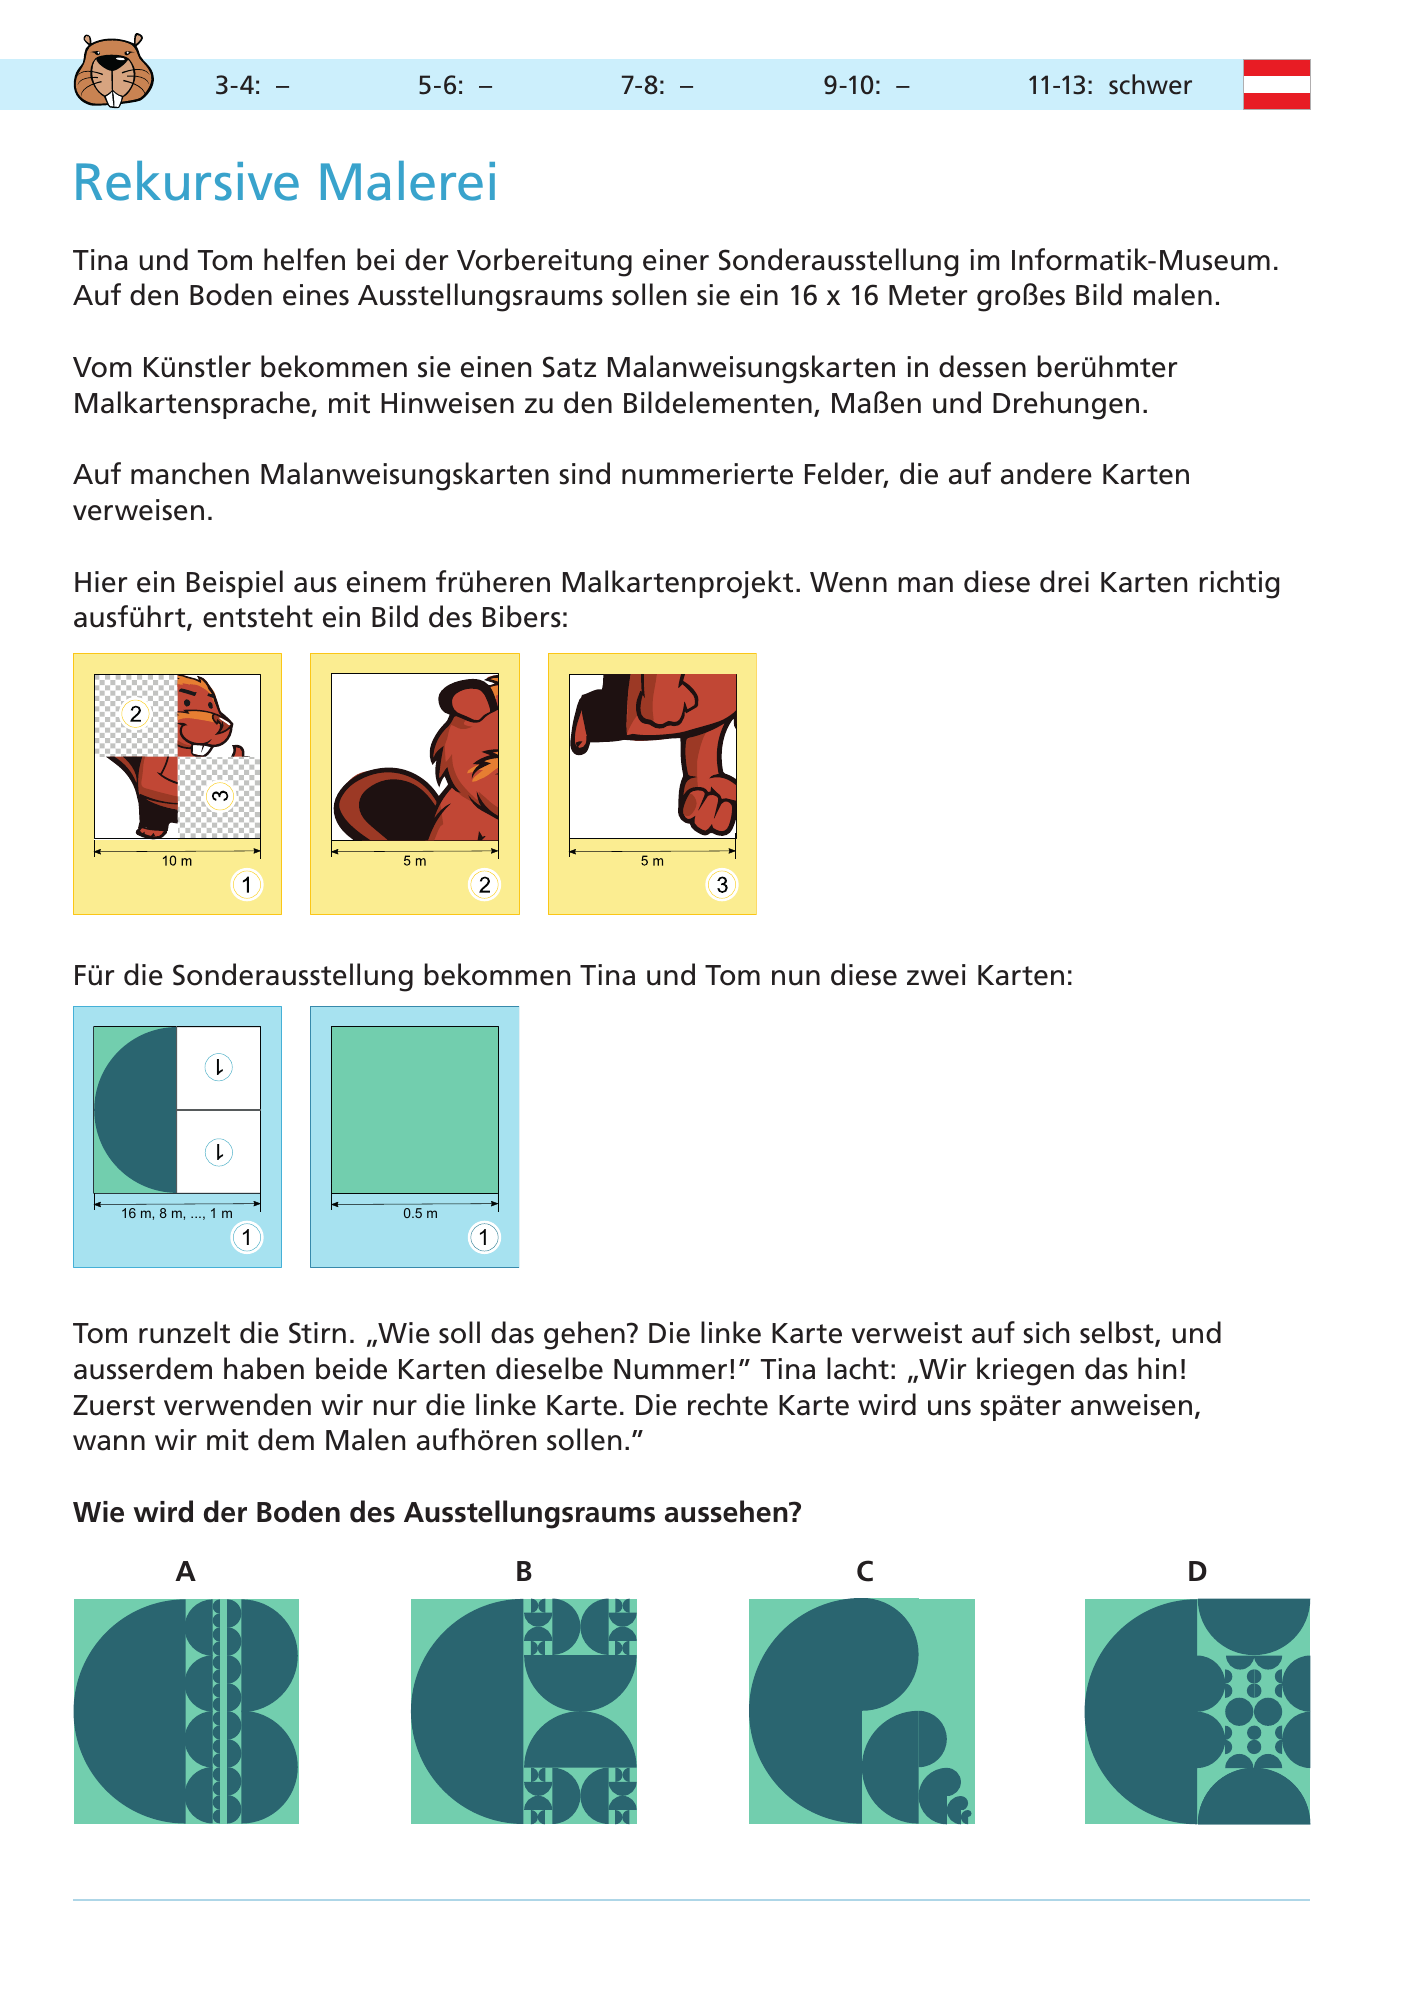 3-4: –  5-6: –  7-8: –  9-10: –  11-13: schwer
Rekursive Malerei
Tina und Tom helfen bei der Vorbereitung einer Sonderausstellung im Informatik-Museum.
Auf den Boden eines Ausstellungsraums sollen sie ein 16 x 16 Meter großes Bild malen.
Vom Künstler bekommen sie einen Satz Malanweisungskarten in dessen berühmter
Malkartensprache, mit Hinweisen zu den Bildelementen, Maßen und Drehungen.
Auf manchen Malanweisungskarten sind nummerierte Felder, die auf andere Karten
verweisen.
Hier ein Beispiel aus einem früheren Malkartenprojekt. Wenn man diese drei Karten richtig
ausführt, entsteht ein Bild des Bibers:
2
3
10 m
1
5 m
2
5 m
3
Für die Sonderausstellung bekommen Tina und Tom nun diese zwei Karten:
1
1
16 m, 8 m, ..., 1 m
1
0.5 m
1
Tom runzelt die Stirn. „Wie soll das gehen? Die linke Karte verweist auf sich selbst, und
ausserdem haben beide Karten dieselbe Nummer!” Tina lacht: „Wir kriegen das hin!
Zuerst verwenden wir nur die linke Karte. Die rechte Karte wird uns später anweisen,
wann wir mit dem Malen aufhören sollen.”
Wie wird der Boden des Ausstellungsraums aussehen?
A  B  C  D